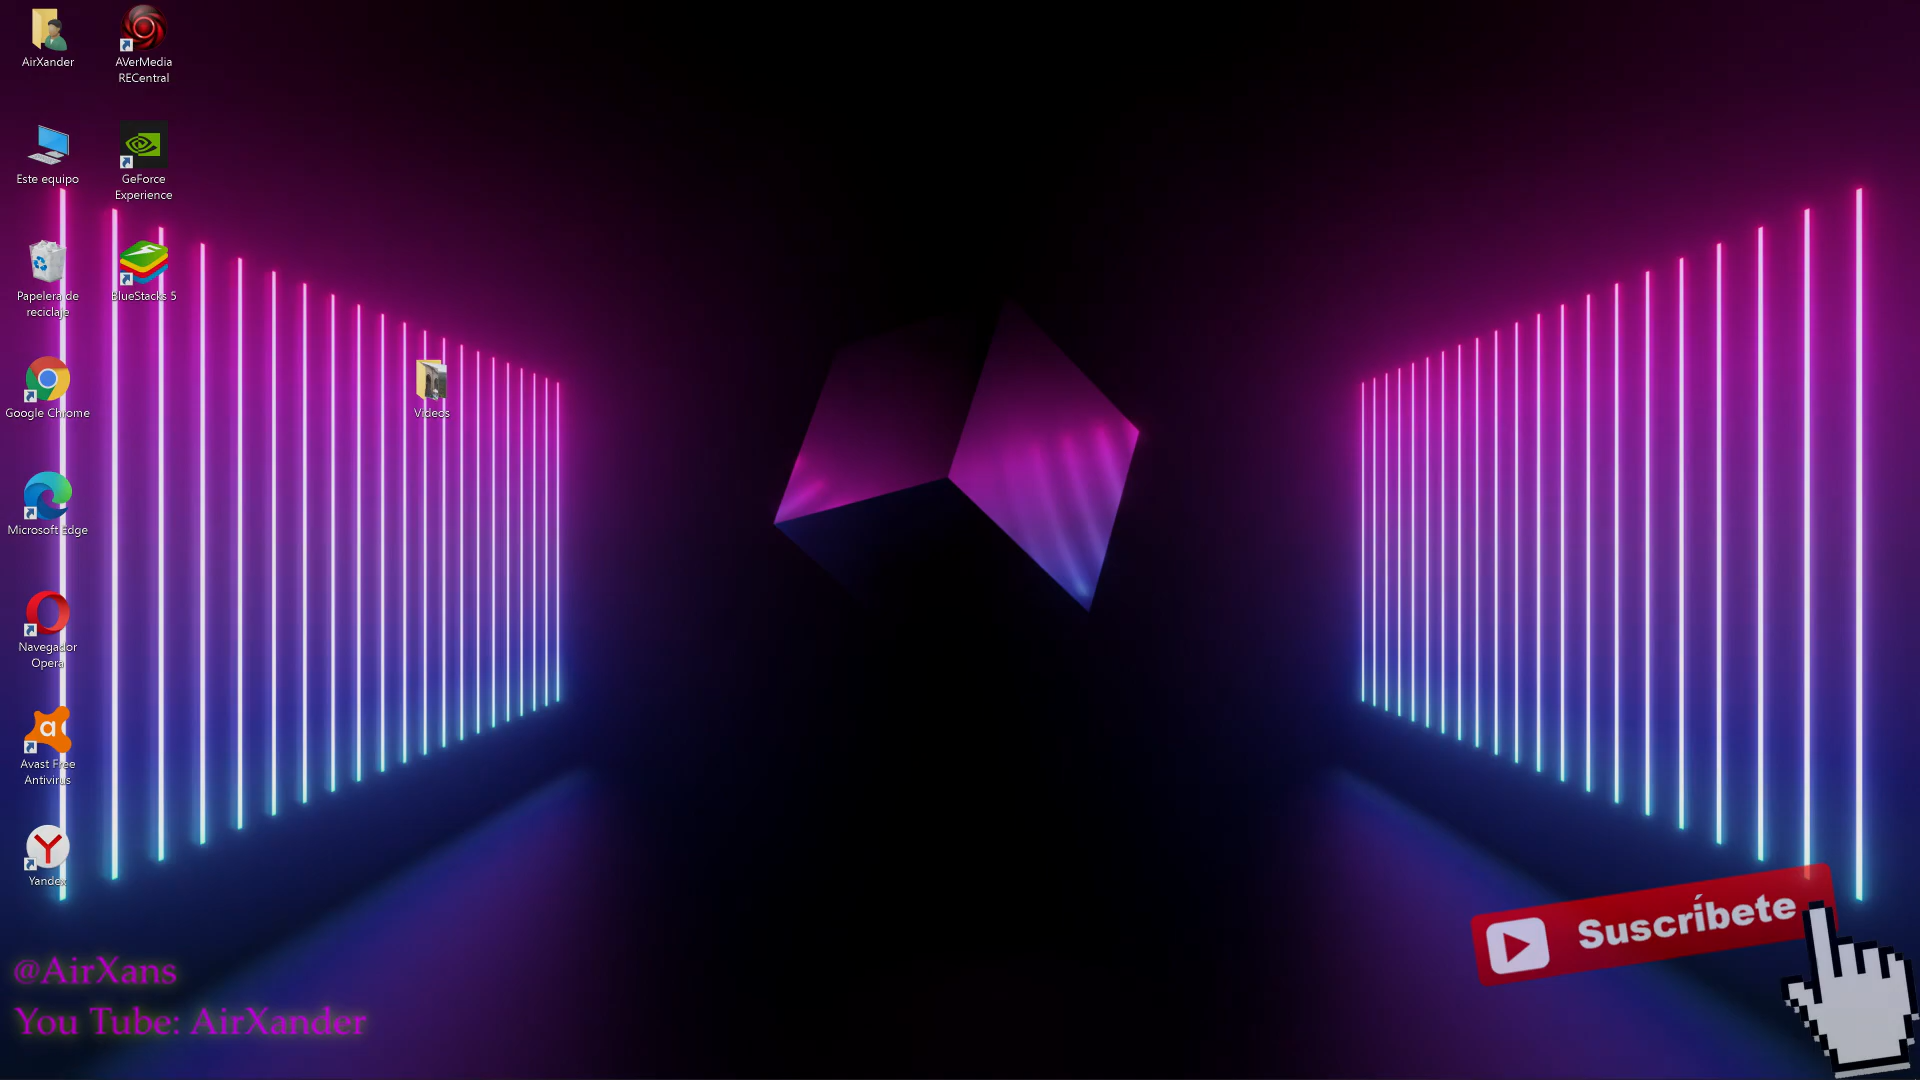 AirXander
AVerMedia
RECentral
Este equipo
GeForce
Experience
Papelera de
reciclaje
BlueStacks 5
Google Chrome
Videos
Microsoft Edge
Navegador
Opera
a
Avast Free
Antivirus
Y
Yandex
Suscríbete
@AirXans
You Tube: AirXander